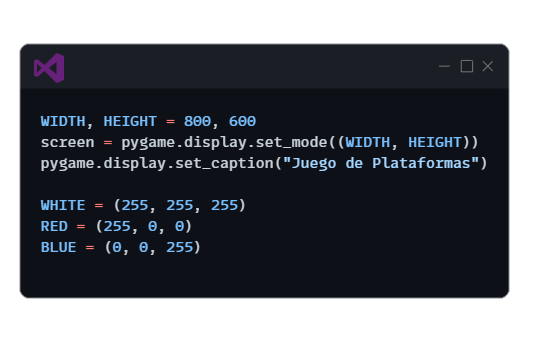 WIDTH, HEIGHT = 800, 600
screen = pygame.display.set_mode((WIDTH, HEIGHT))
pygame.display.set_caption("Juego de Plataformas")
WHITE = (255, 255, 255)
RED = (255, 0, 0)
BLUE = (0, 0, 255)